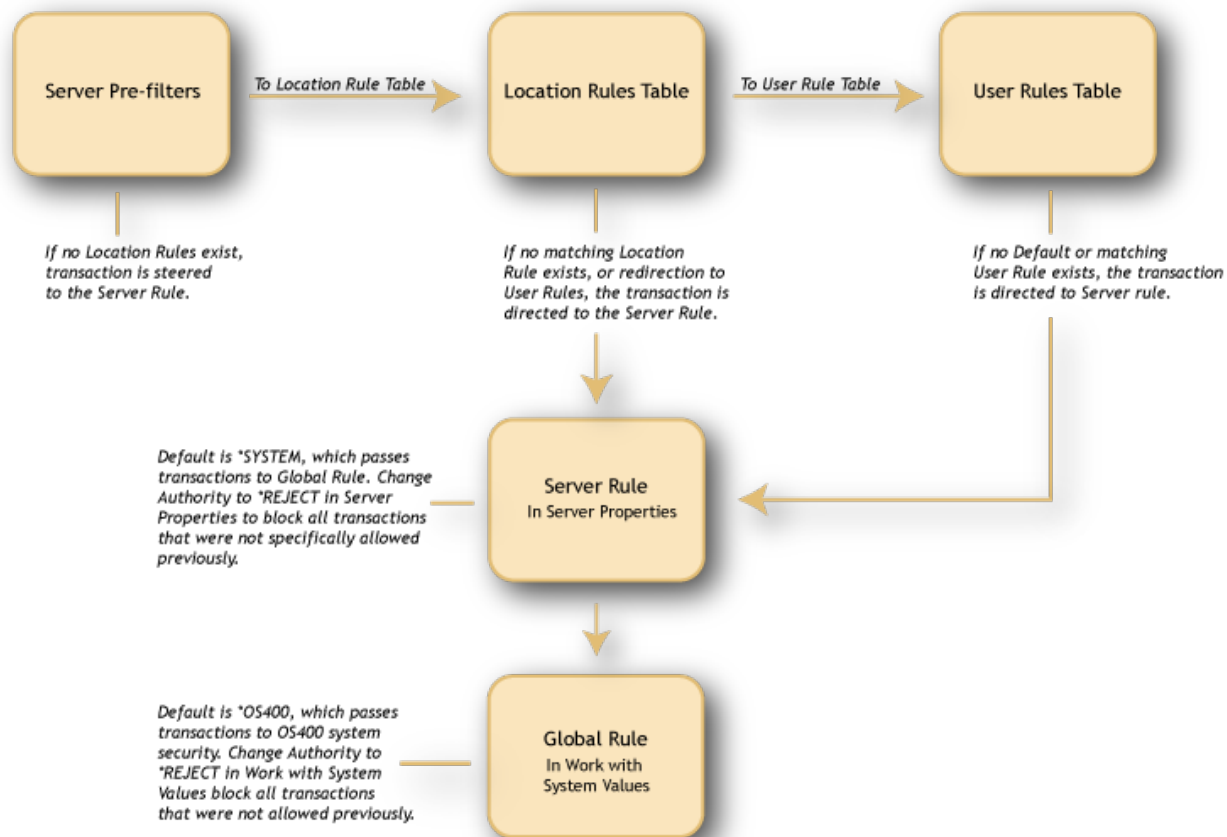 Server Pre-filters
To Location Rule Table
Location Rules Table
To User Rule Table
User Rules Table
If no Location Rules exist,
transaction is steered
to the Server Rule.
If no matching Location
Rule exists, or redirection to
User Rules, the transaction is
directed to the Server Rule.
If no Default or matching
User Rule exists, the transaction
is directed to Server rule.
Default is *SYSTEM, which passes
transactions to Global Rule. Change
Authority to *REJECT in Server
Properties to block all transactions
that were not specifically allowed
previously.
Server Rule
In Server Properties
Default is *OS400, which passes
transactions to OS400 system
security. Change Authority to
*REJECT in Work with System
Values block all transactions
that were not allowed previously.
Global Rule
In Work with
System Values